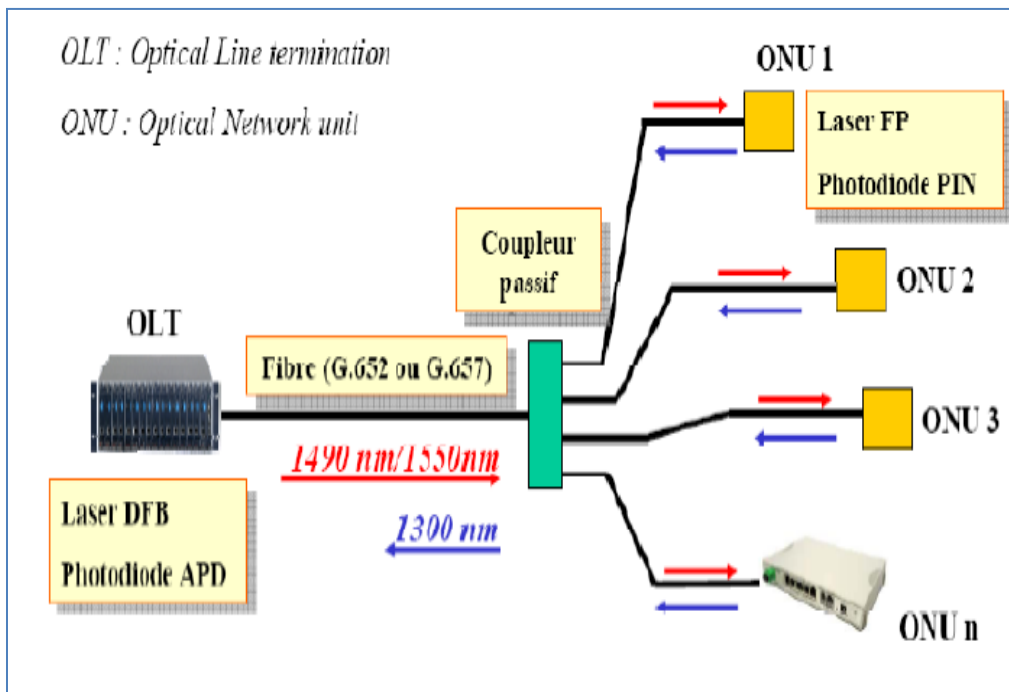 OLT : Optical Line termination
ONU : Optical Network unit
ONU 1
Laser FP
Photodiode PIN
Coupleur
passif
ONU 2
OLT
Fibre (G.652 ou G.657)
ONU 3
1490 nm/1550nm
Laser DFB
1300 nm
Photodiode APD
ONU n